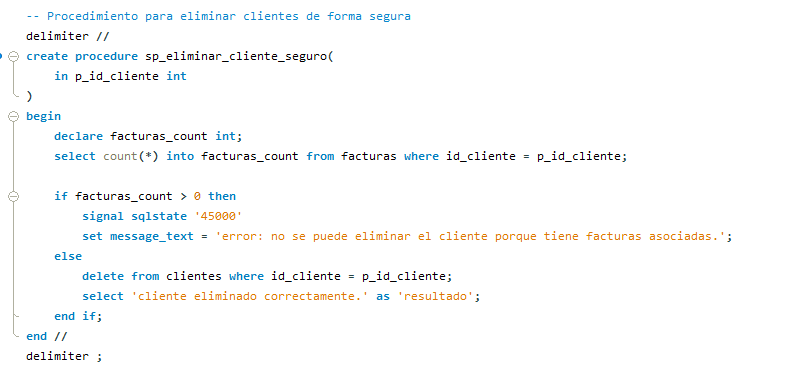 -- Procedimiento para eliminar clientes de forma segura
delimiter //
create procedure sp_eliminar_cliente_seguro(
    in p_id_cliente int
)
begin
    declare facturas_count int;
    select count(*) into facturas_count from facturas where id_cliente = p_id_cliente;

    if facturas_count > 0 then
        signal sqlstate '45000'
        set message_text = 'error: no se puede eliminar el cliente porque tiene facturas asociadas.';
    else
        delete from clientes where id_cliente = p_id_cliente;
        select 'cliente eliminado correctamente.' as 'resultado';
    end if;
end //
delimiter ;